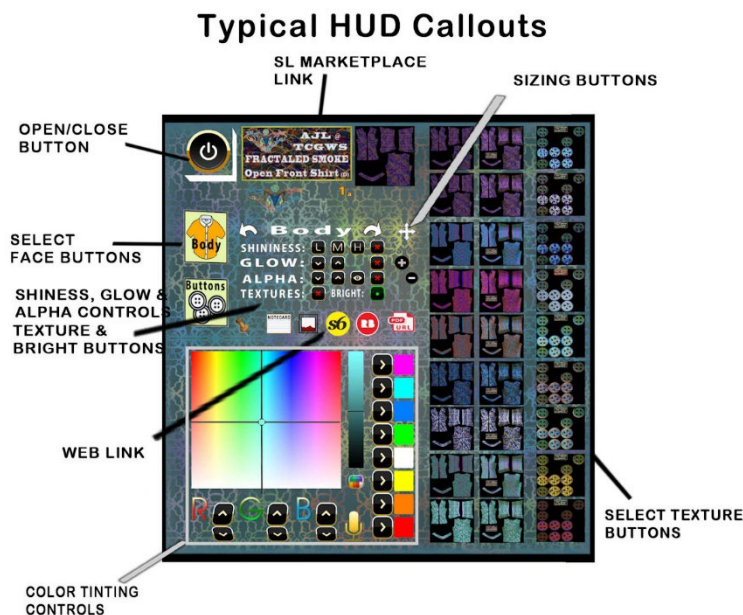 Typical HUD Callouts
SL MARKETPLACE
LINK
SIZING BUTTONS
OPEN/CLOSE
BUTTON
AJL
TCGWS
FRACTALED SMOKE
Open Front Shirt (O)
SELECT
FACE BUTTONS
Body
Body
SHININESS: L M H
GLOW:
ALPHA:
TEXTURES: BRIGHT:
Buttons
SHINESS, GLOW &
ALPHA CONTROLS
TEXTURE &
BRIGHT BUTTONS
NOTECARD
s6
B
PDF
URL
WEB LINK
R G B
SELECT TEXTURE
BUTTONS
COLOR TINTING
CONTROLS